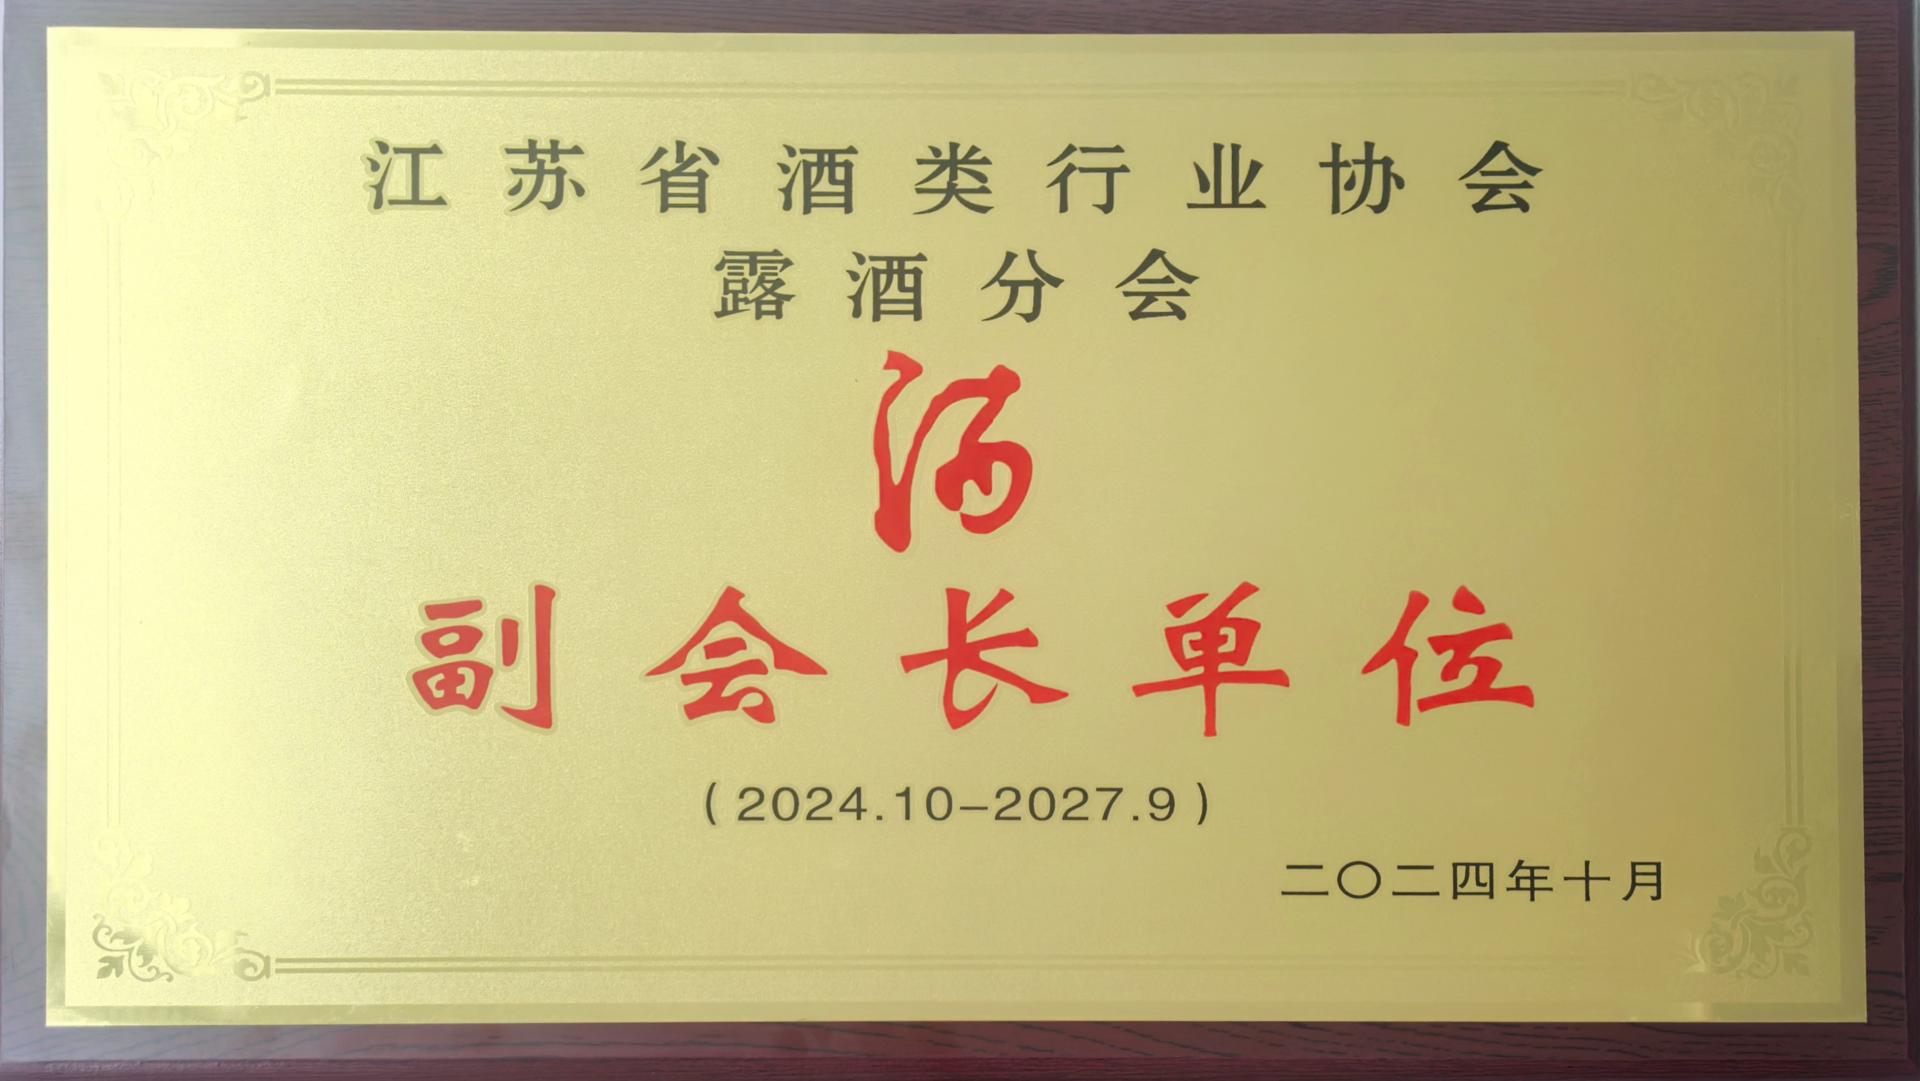 江苏省酒类行业协会
露酒分会
酒
副会长单位
（2024.10-2027.9）
二〇二四年十月